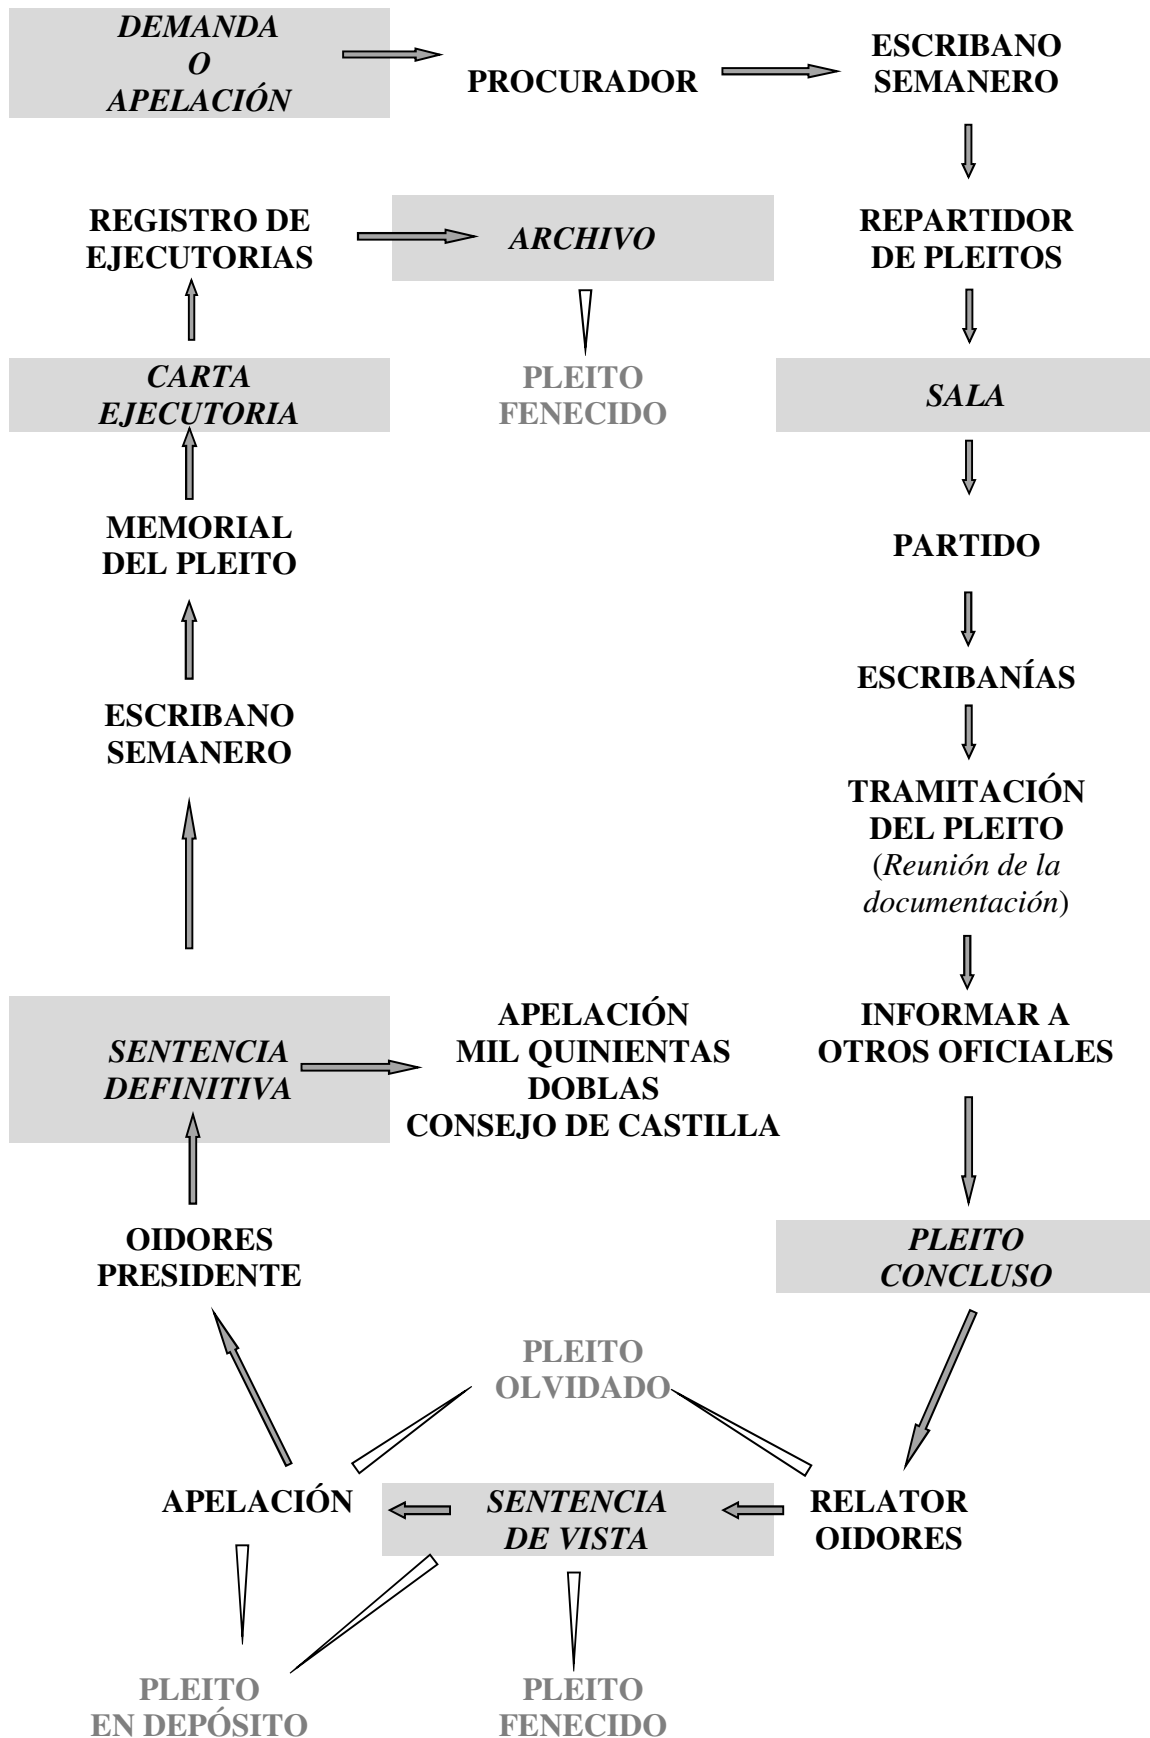 DEMANDA
O
APELACIÓN
PROCURADOR
ESCRIBANO
SEMANERO
REGISTRO DE
EJECUTORIAS
ARCHIVO
REPARTIDOR
DE PLEITOS
CARTA
EJECUTORIA
PLEITO
FENECIDO
SALA
MEMORIAL
DEL PLEITO
PARTIDO
ESCRIBANÍAS
ESCRIBANO
SEMANERO
TRAMITACIÓN
DEL PLEITO
(Reunión de la
documentación)
SENTENCIA
DEFINITIVA
APELACIÓN
MIL QUINIENTAS
DOBLAS
CONSEJO DE CASTILLA
INFORMAR A
OTROS OFICIALES
OIDORES
PRESIDENTE
PLEITO
CONCLUSO
PLEITO
OLVIDADO
APELACIÓN
SENTENCIA
DE VISTA
RELATOR
OIDORES
PLEITO
EN DEPÓSITO
PLEITO
FENECIDO